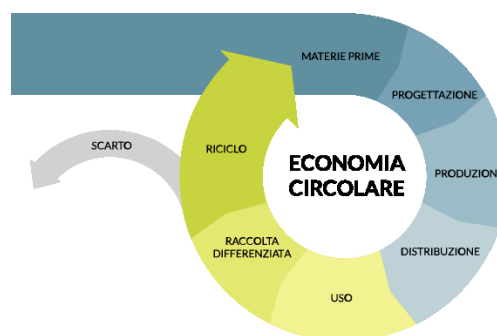 MATERIE PRIME
PROGETTAZIONE
PRODUZION
DISTRIBUZIONE
USO
RACCOLTA
DIFFERENZIATA
RICICLO
SCARTO
ECONOMIA
CIRCOLARE